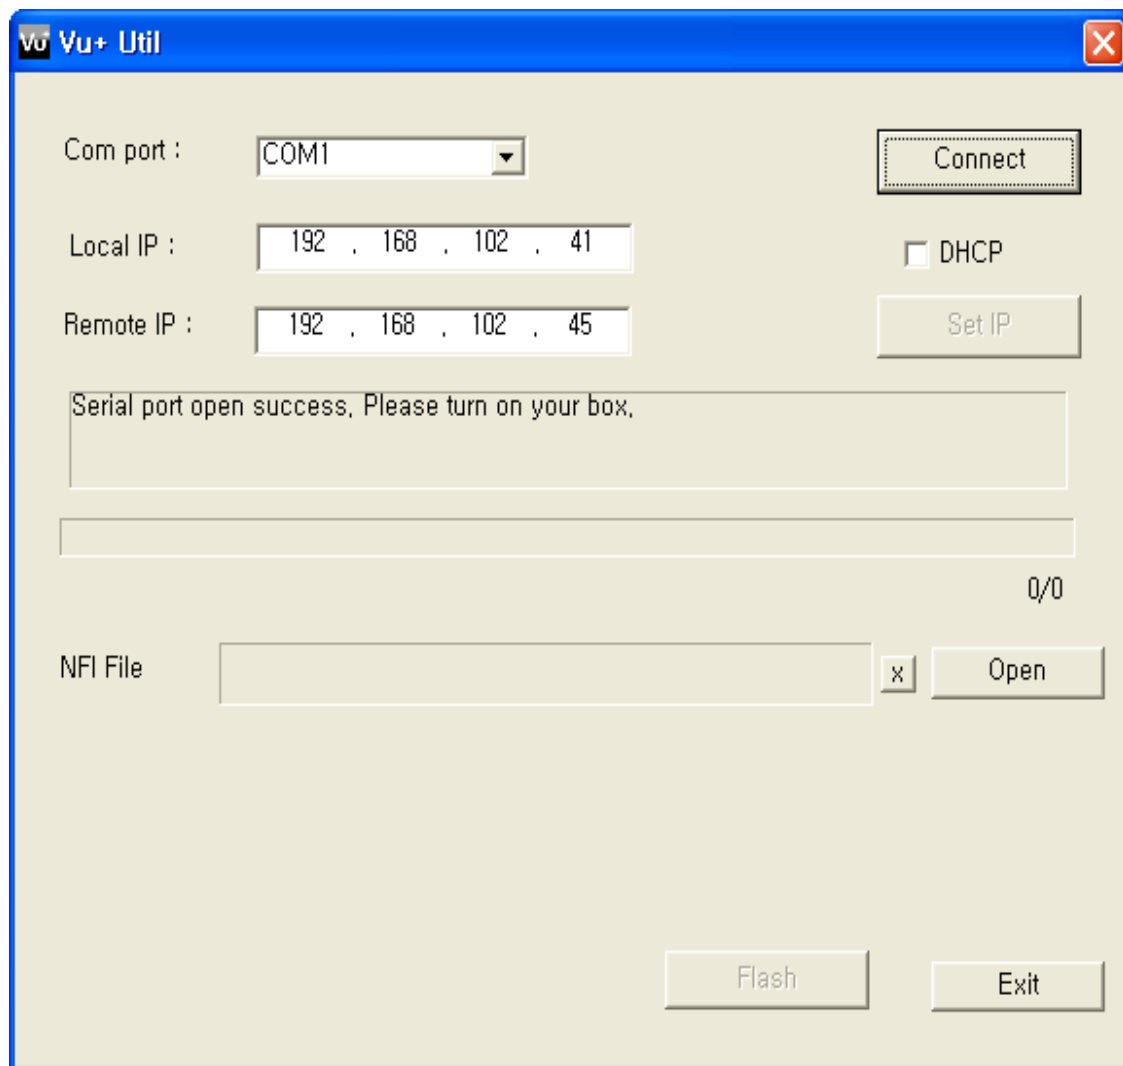 Vu+ Util
Com port :
COM1
Connect
Local IP :
192 . 168 . 102 . 41
DHCP
Remote IP :
192 . 168 . 102 . 45
Set IP
Serial port open success, Please turn on your box,
0/0
NFI File
x
Open
Flash
Exit